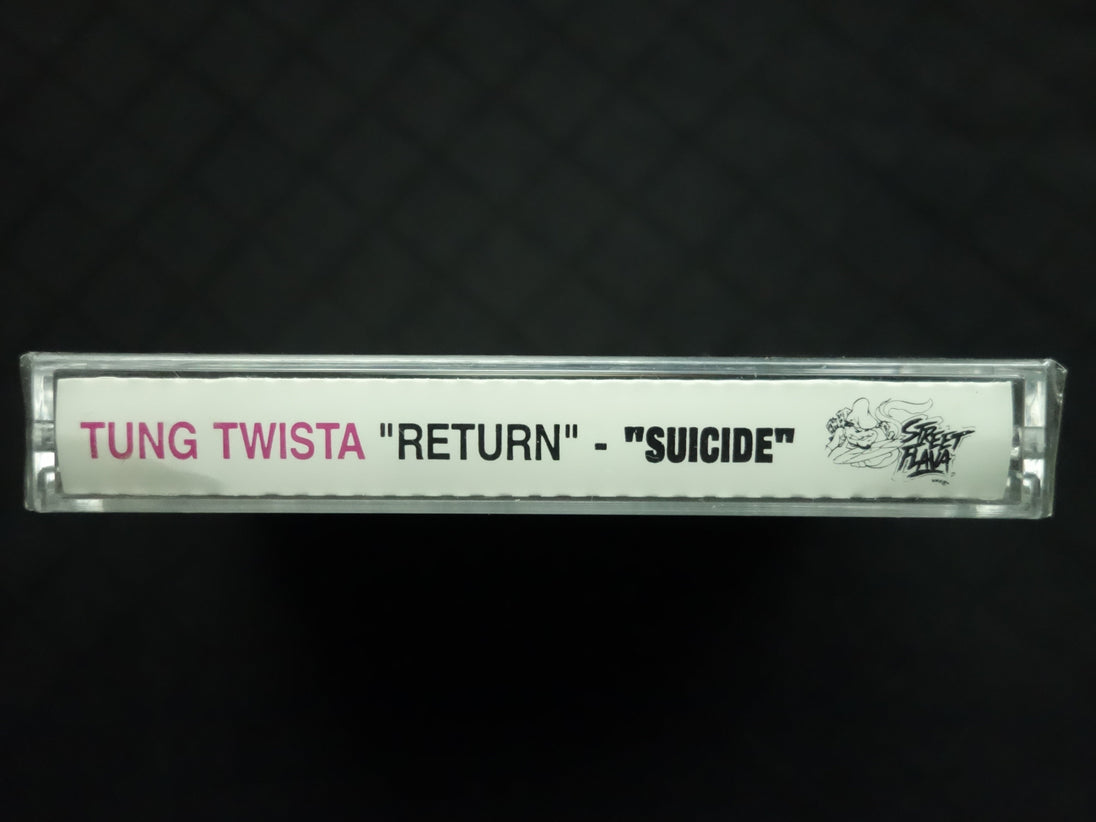 TUNG TWISTA "RETURN" - "SUICIDE"
STREET
FLAVA